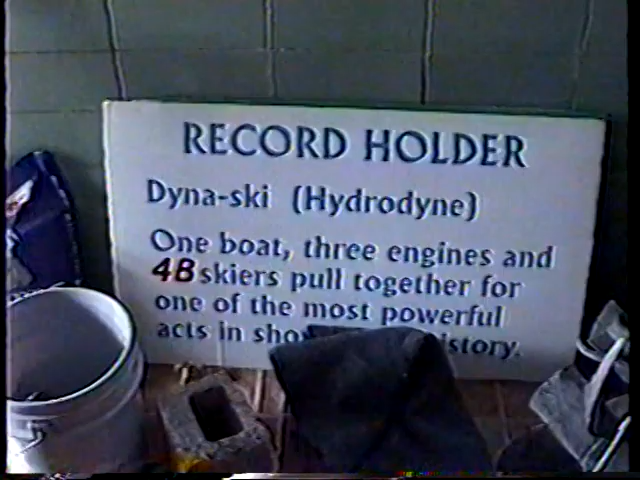 RECORD HOLDER
Dyna-ski (Hydrodyne)
One boat, three engines and
48 skiers pull together for
one of the most powerful
acts in sho istory.